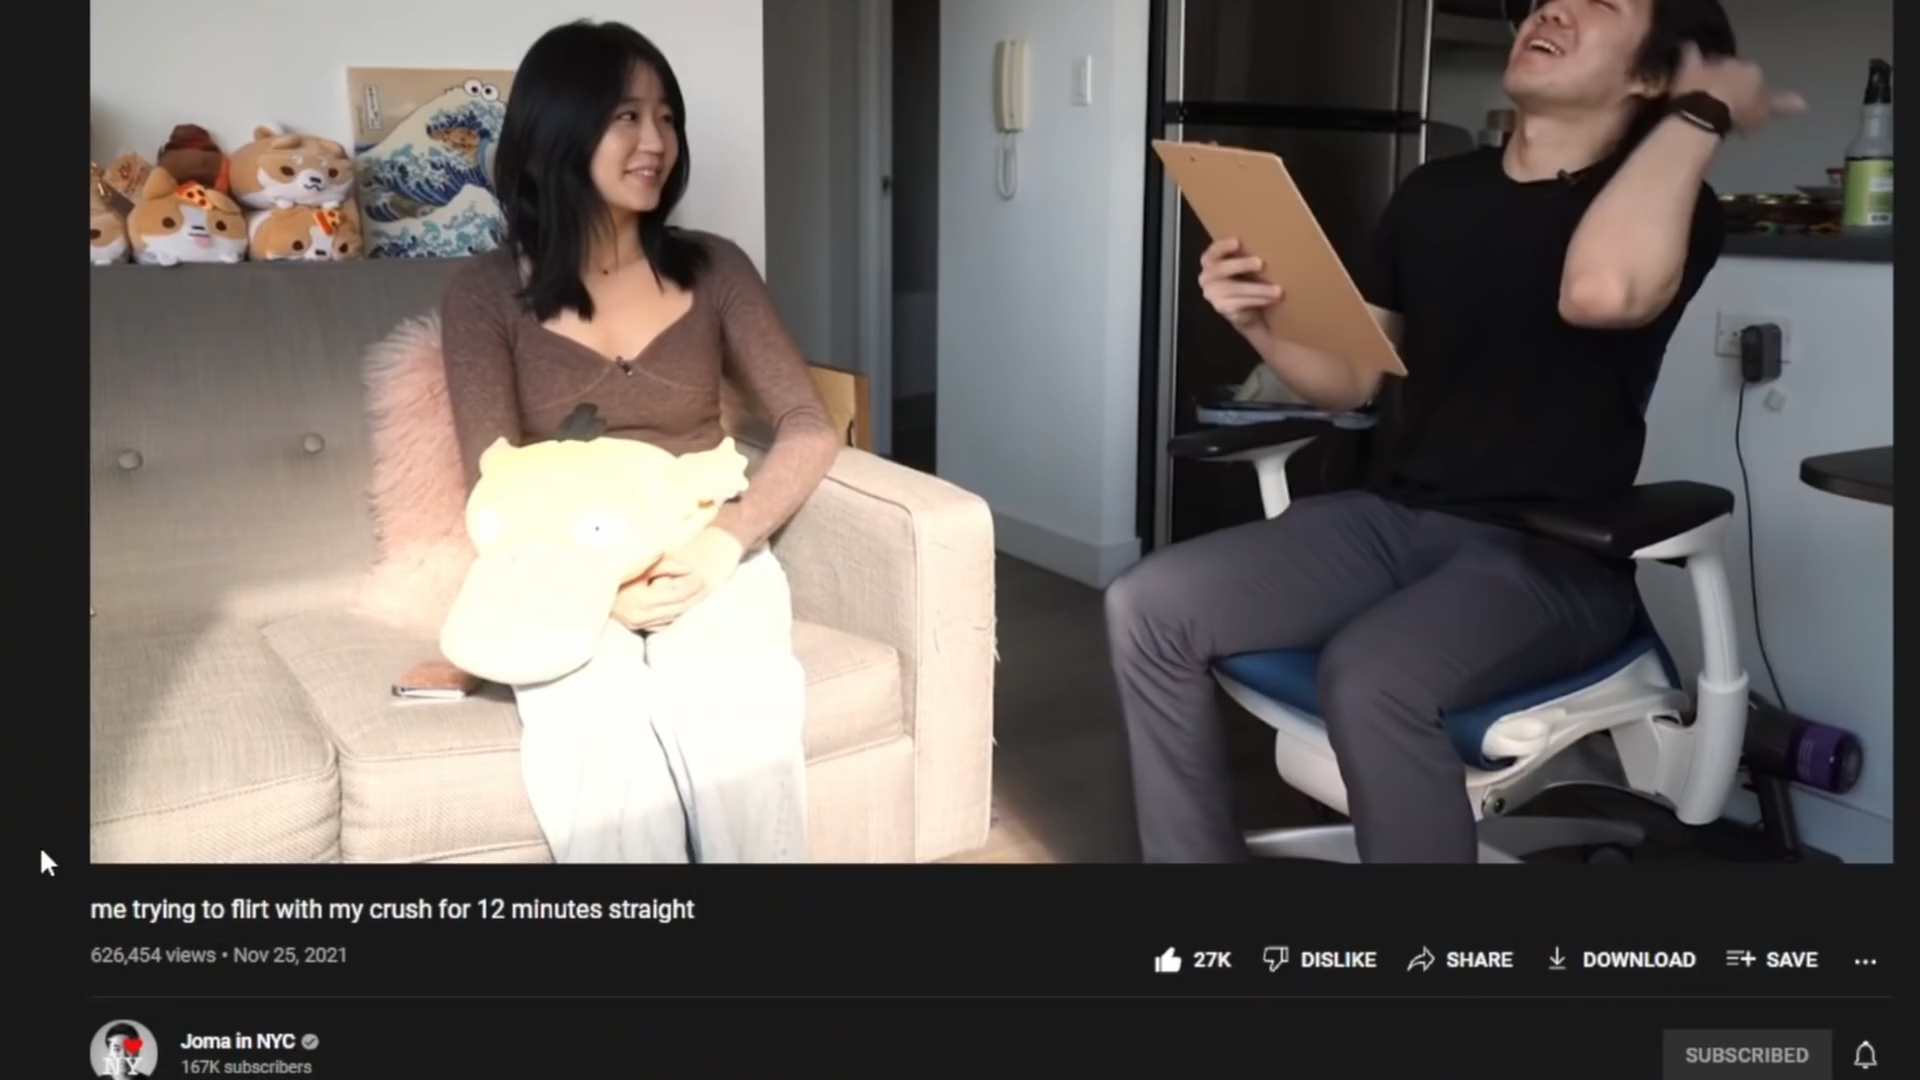 me trying to flirt with my crush for 12 minutes straight
626,454 views • Nov 25, 2021
27K DISLIKE SHARE DOWNLOAD SAVE
Joma in NYC
167K subscribers
NY
SUBSCRIBED